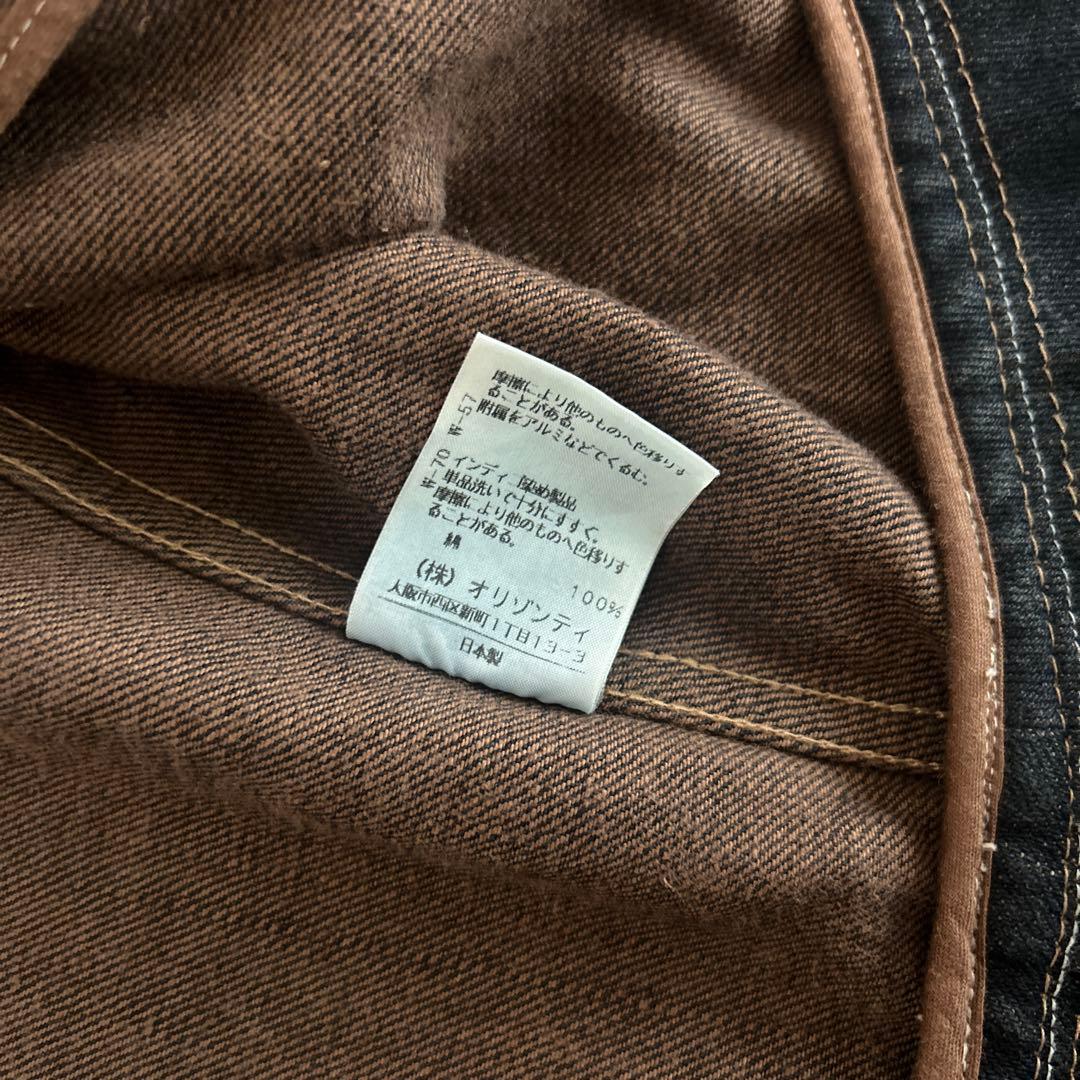 摩擦により他のものへ色移りす
ることがある。
#-57 附属をアルミなどでくるむ。
#-70 インディ 染め製品
単品洗いで十分にすすぐ。
摩擦により他のものへ色移りす
ることがある。
綿 100%
(株) オリゾンティ
大阪市西区新町1T目13-3
日本製